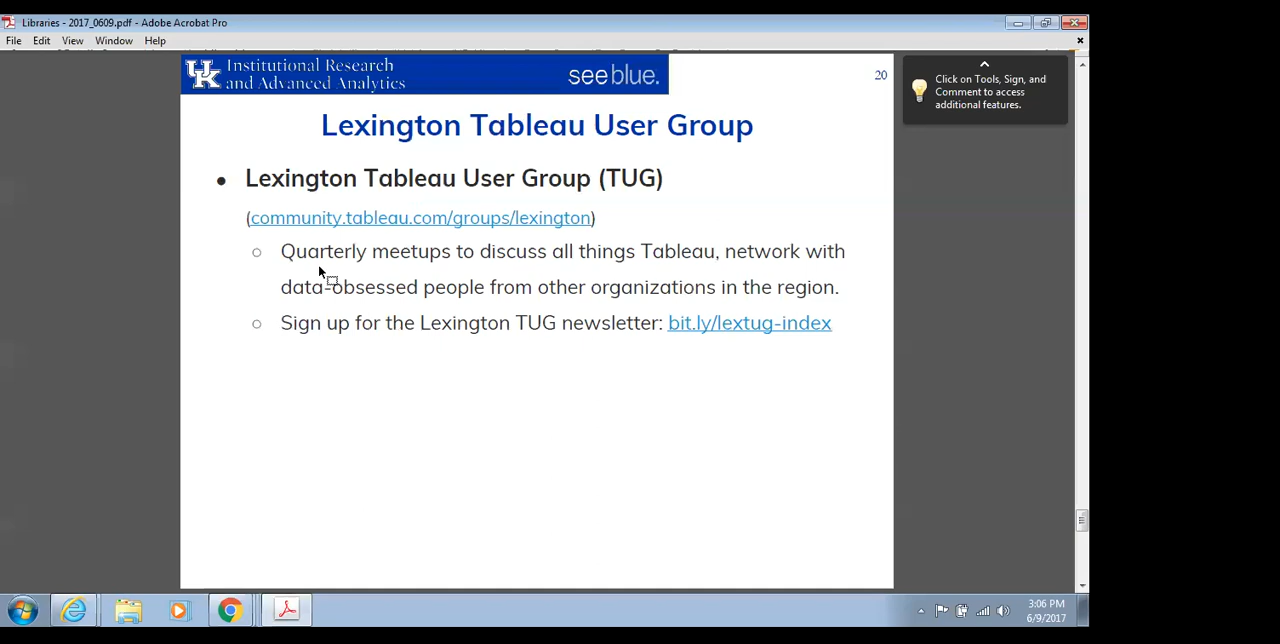 Libraries - 2017_0609.pdf - Adobe Acrobat Pro
File Edit View Window Help
UK Institutional Research
and Advanced Analytics
see blue.
20
Click on Tools, Sign, and
Comment to access
additional features.
Lexington Tableau User Group
● Lexington Tableau User Group (TUG)
(community.tableau.com/groups/lexington)
○ Quarterly meetups to discuss all things Tableau, network with
data-obsessed people from other organizations in the region.
○ Sign up for the Lexington TUG newsletter: bit.ly/lextug-index
3:06 PM
6/9/2017